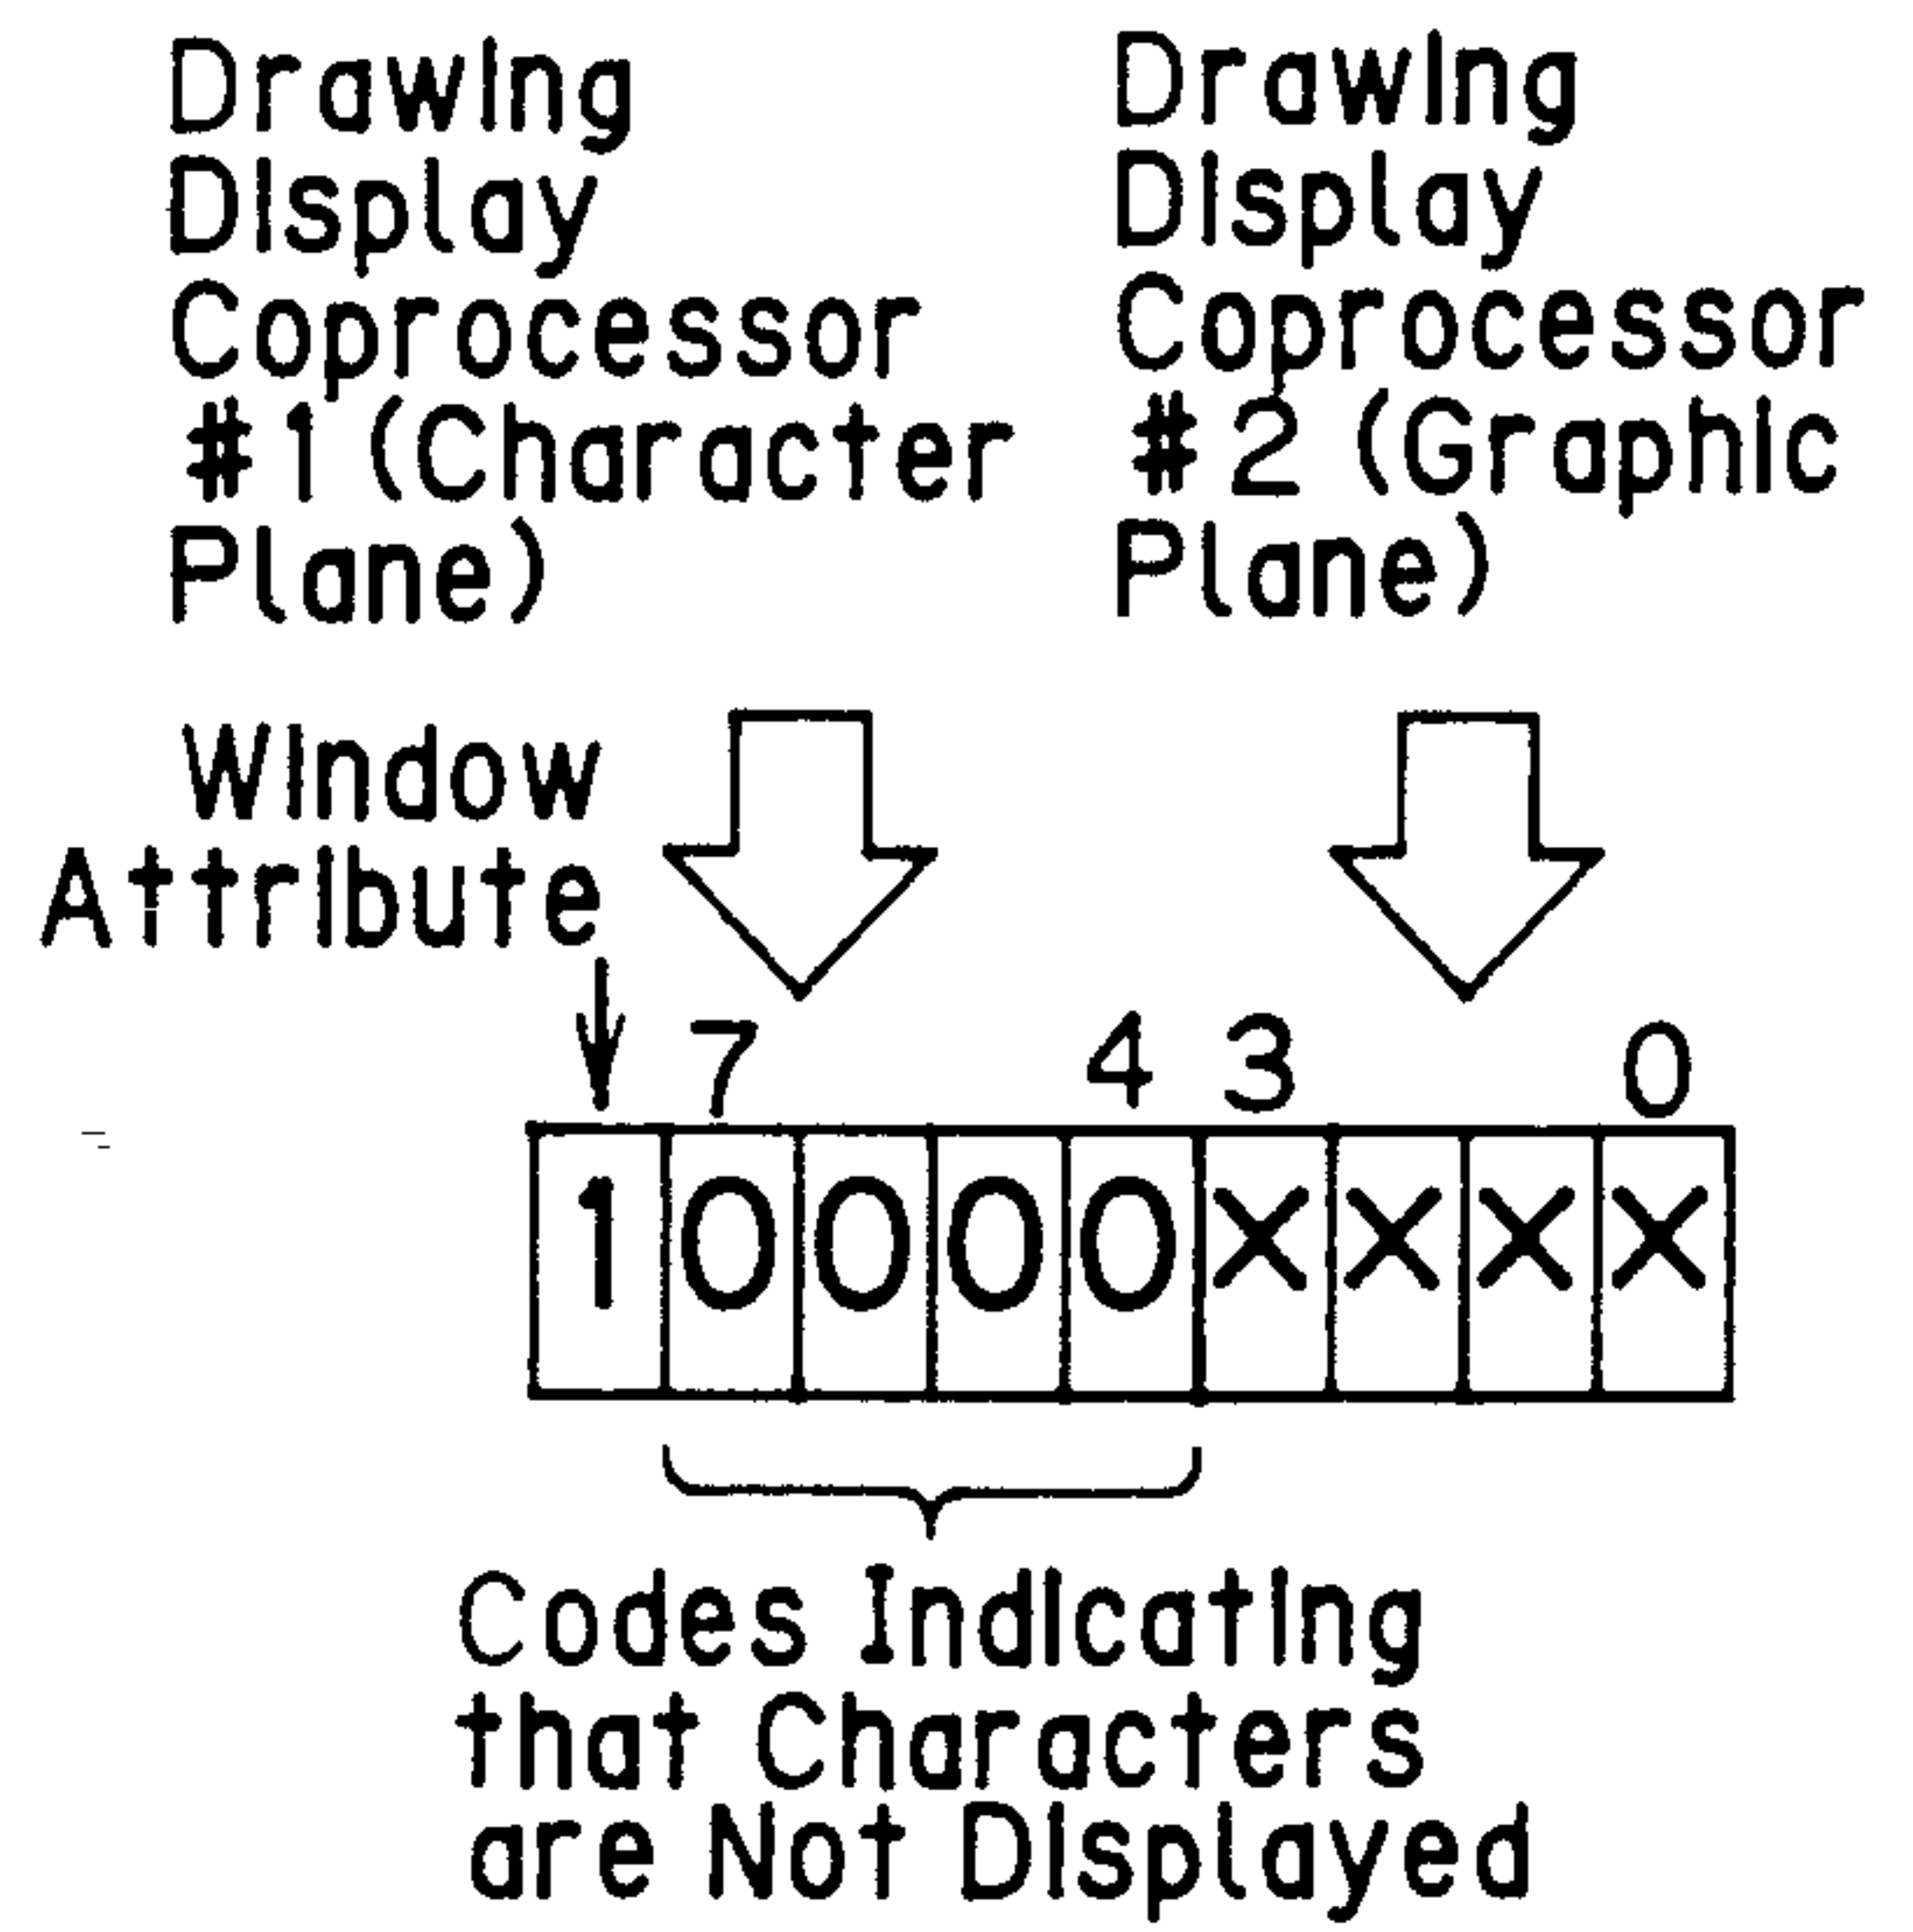 Drawing
Display
Coprocessor
#1 (Character
Plane)
Drawing
Display
Coprocessor
#2 (Graphic
Plane)
Window
Attribute
7 4 3 0
1 0 0 0 0 X X X X
Codes Indicating
that Characters
are Not Displayed